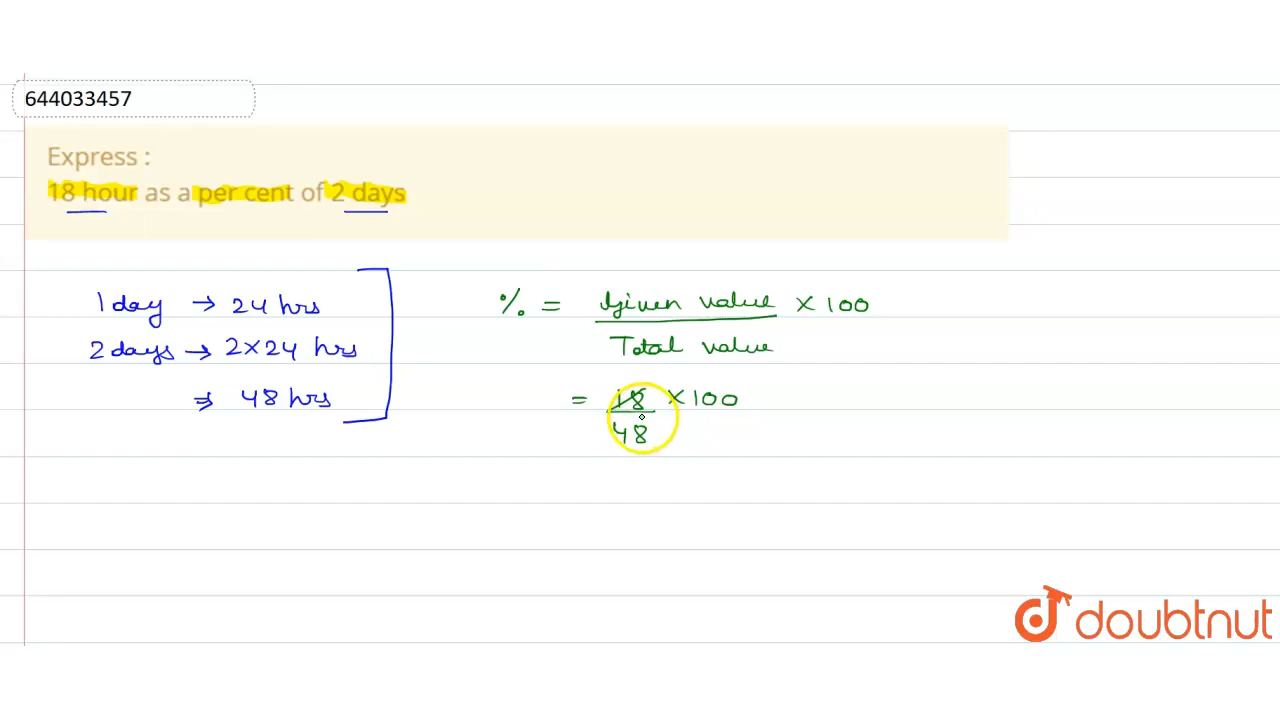 644033457
Express :
18 hour as a per cent of 2 days
1 day → 24 hrs
2 days → 2×24 hrs
⇒ 48 hrs
% = Given value / Total value × 100
= 18/48 × 100
doubtnut